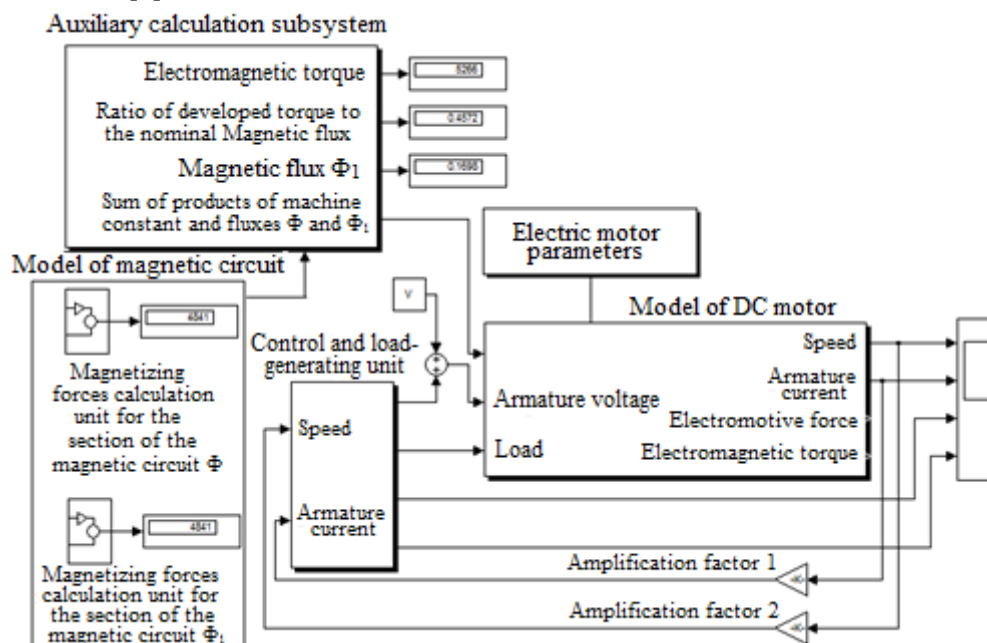 Auxiliary calculation subsystem
Electromagnetic torque
5266
Ratio of developed torque to
the nominal Magnetic flux
0.4572
Magnetic flux Φ1
0.1698
Sum of products of machine
constant and fluxes Φ and Φ1
Electric motor
parameters
Model of magnetic circuit
4841
Magnetizing
forces calculation
unit for the
section of the
magnetic circuit Φ
4841
Magnetizing forces
calculation unit for
the section of the
magnetic circuit Φ1
V
Control and load-
generating unit
Speed
Armature
current
Model of DC motor
Armature voltage
Load
Speed
Armature
current
Electromotive force
Electromagnetic torque
Amplification factor 1
Amplification factor 2